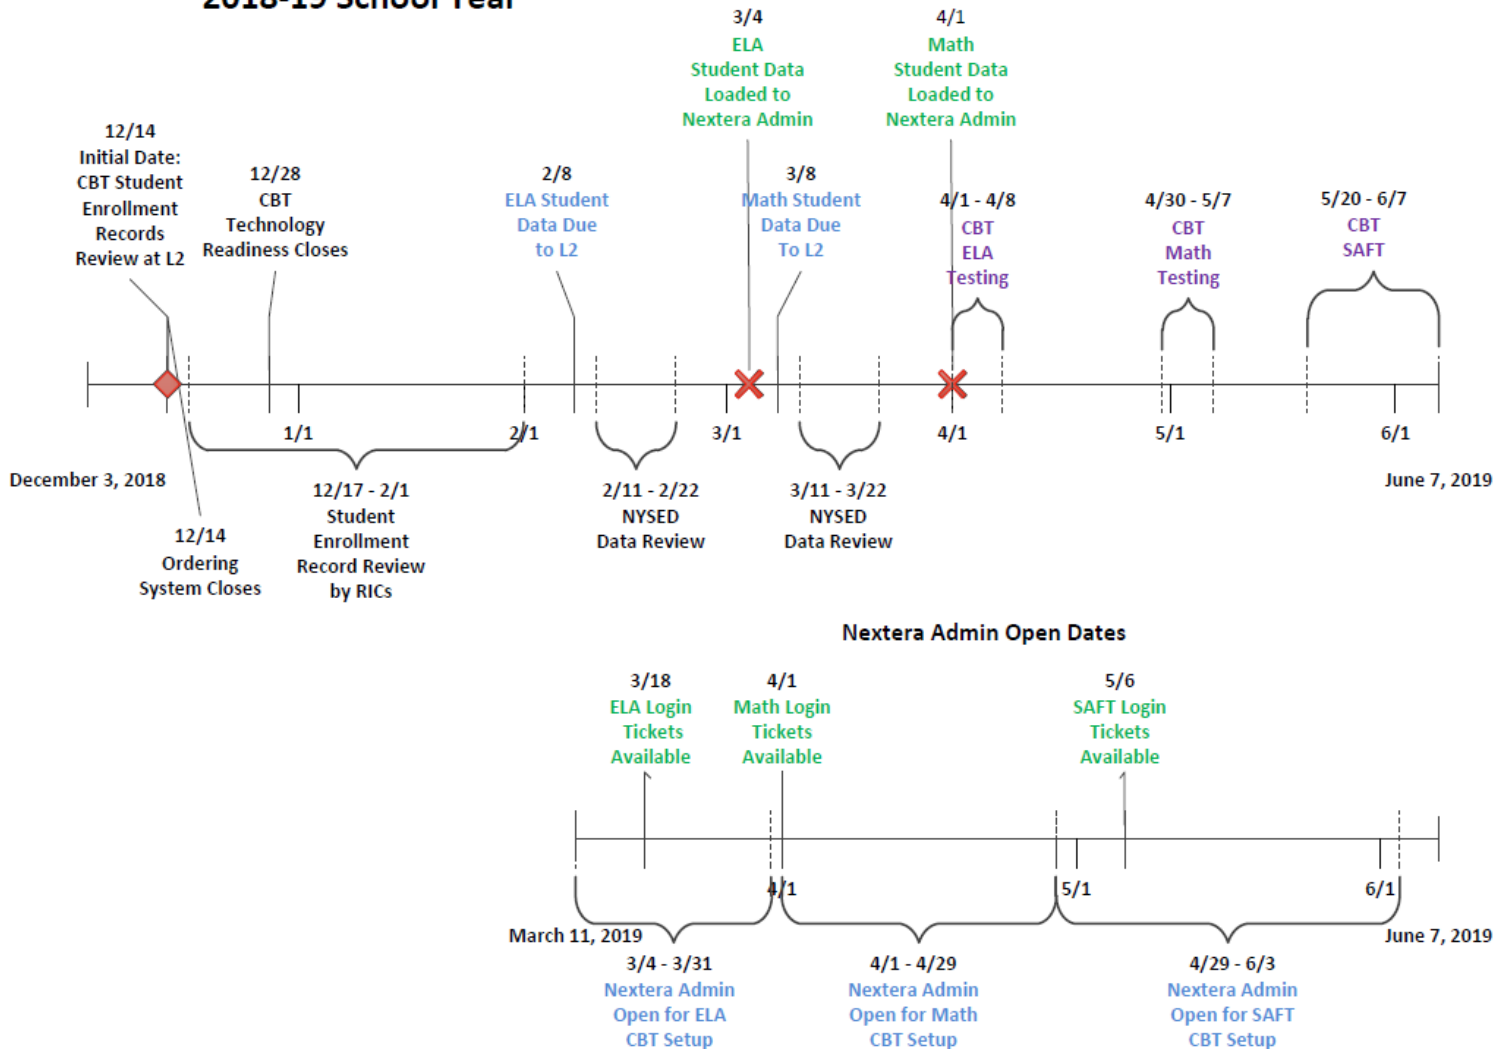 2018-19 School Year
3/4
ELA
Student Data
Loaded to
Nextera Admin
4/1
Math
Student Data
Loaded to
Nextera Admin
12/14
Initial Date:
CBT Student
Enrollment
Records
Review at L2
12/28
CBT
Technology
Readiness Closes
2/8
ELA Student
Data Due
to L2
3/8
Math Student
Data Due
To L2
4/1 - 4/8
CBT
ELA
Testing
4/30 - 5/7
CBT
Math
Testing
5/20 - 6/7
CBT
SAFT
1/1
2/1
3/1
4/1
5/1
6/1
December 3, 2018
June 7, 2019
12/14
Ordering
System Closes
12/17 - 2/1
Student
Enrollment
Record Review
by RICs
2/11 - 2/22
NYSED
Data Review
3/11 - 3/22
NYSED
Data Review
Nextera Admin Open Dates
3/18
ELA Login
Tickets
Available
4/1
Math Login
Tickets
Available
5/6
SAFT Login
Tickets
Available
4/1
5/1
6/1
March 11, 2019
June 7, 2019
3/4 - 3/31
Nextera Admin
Open for ELA
CBT Setup
4/1 - 4/29
Nextera Admin
Open for Math
CBT Setup
4/29 - 6/3
Nextera Admin
Open for SAFT
CBT Setup